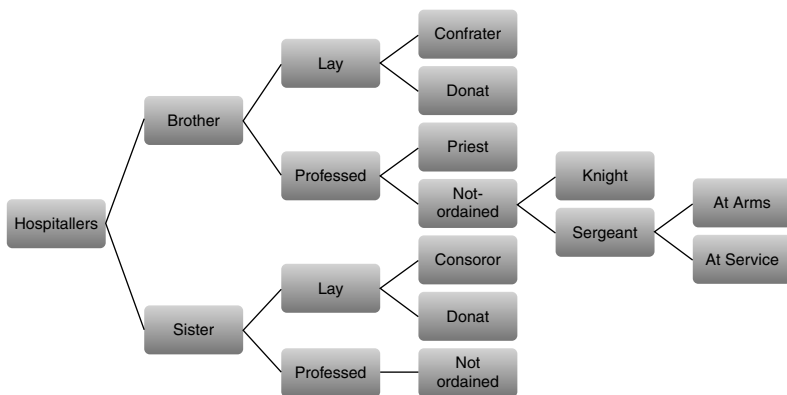 Confrater
Lay
Donat
Brother
Priest
Professed
Knight
Not-
ordained
At Arms
Hospitallers
Sergeant
At Service
Consoror
Lay
Donat
Sister
Professed
Not
ordained